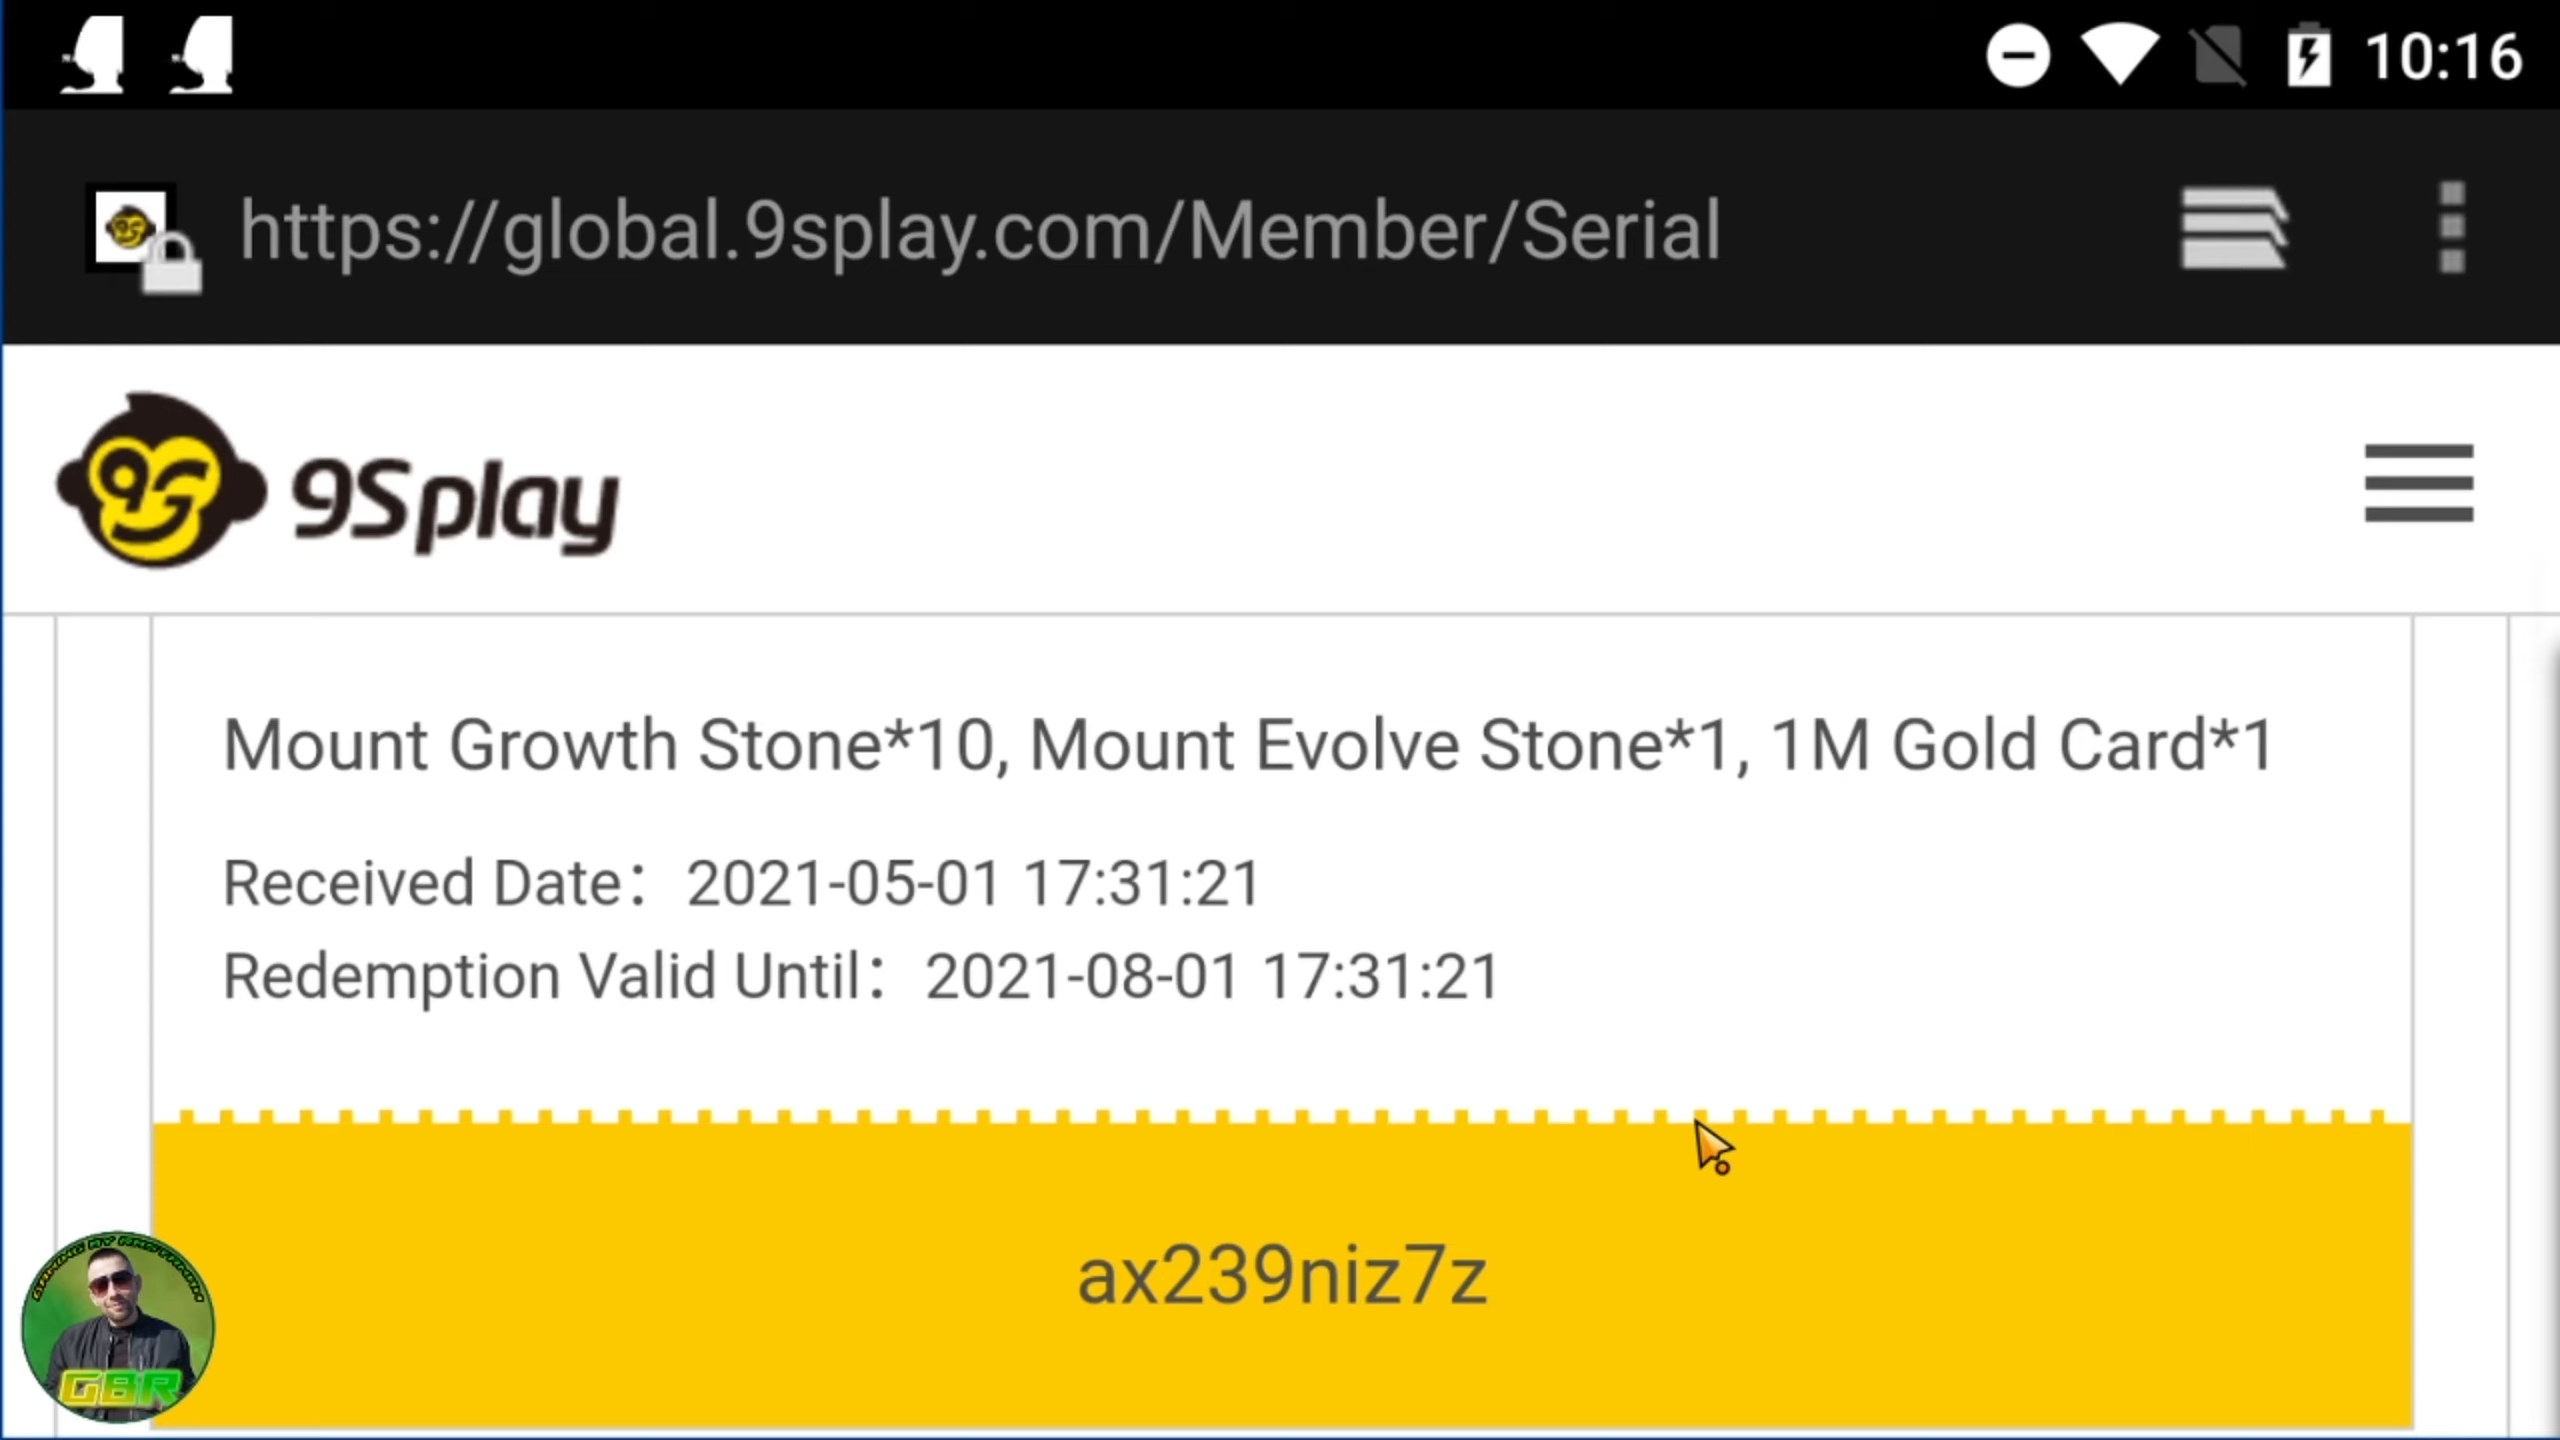 10:16
https://global.9splay.com/Member/Serial
9Splay
Mount Growth Stone*10, Mount Evolve Stone*1, 1M Gold Card*1
Received Date：2021-05-01 17:31:21
Redemption Valid Until：2021-08-01 17:31:21
ax239niz7z
GBR